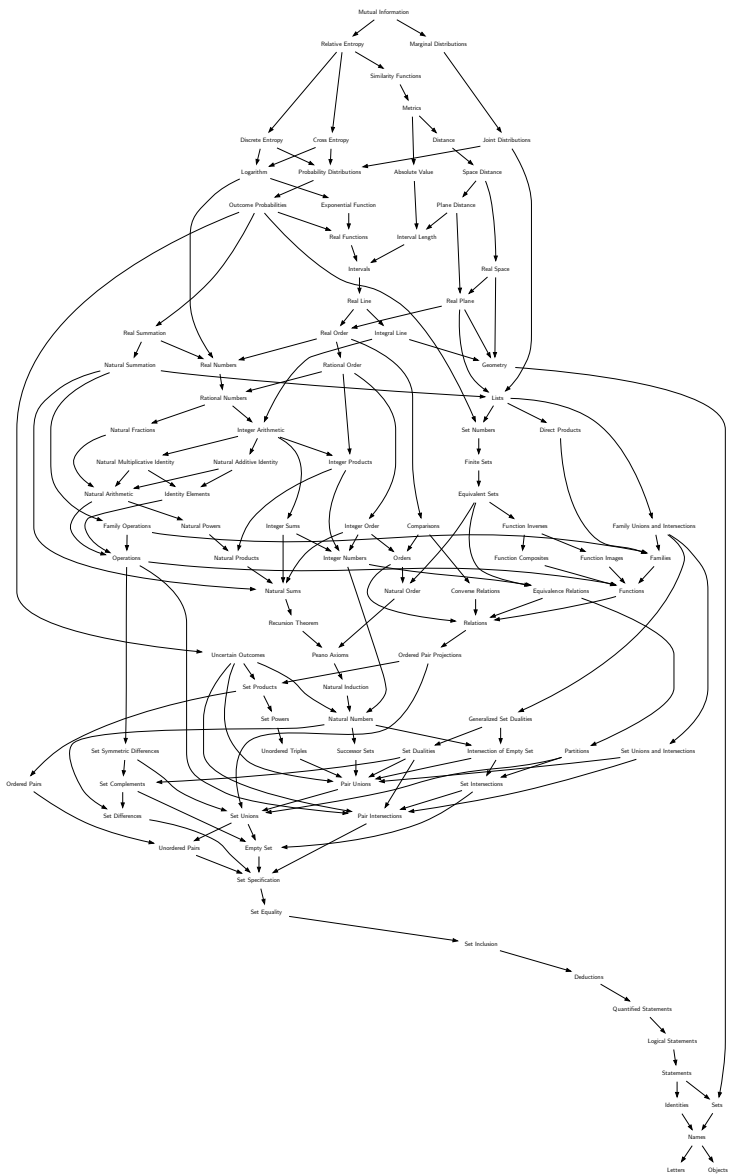 Mutual Information
Relative Entropy
Marginal Distributions
Similarity Functions
Metrics
Discrete Entropy
Cross Entropy
Distance
Joint Distributions
Logarithm
Probability Distributions
Absolute Value
Space Distance
Outcome Probabilities
Exponential Function
Plane Distance
Real Functions
Interval Length
Intervals
Real Space
Real Line
Real Plane
Real Summation
Real Order
Integral Line
Natural Summation
Real Numbers
Rational Order
Geometry
Rational Numbers
Lists
Natural Fractions
Integer Arithmetic
Set Numbers
Direct Products
Natural Multiplicative Identity
Natural Additive Identity
Integer Products
Finite Sets
Natural Arithmetic
Identity Elements
Equivalent Sets
Family Operations
Natural Powers
Integer Sums
Integer Order
Comparisons
Function Inverses
Family Unions and Intersections
Operations
Natural Products
Integer Numbers
Orders
Function Composites
Function Images
Families
Natural Sums
Natural Order
Converse Relations
Equivalence Relations
Functions
Recursion Theorem
Relations
Uncertain Outcomes
Peano Axioms
Ordered Pair Projections
Set Products
Natural Induction
Set Powers
Natural Numbers
Generalized Set Dualities
Set Symmetric Differences
Unordered Triples
Successor Sets
Set Dualities
Intersection of Empty Set
Partitions
Set Unions and Intersections
Ordered Pairs
Set Complements
Pair Unions
Set Intersections
Set Differences
Set Unions
Pair Intersections
Unordered Pairs
Empty Set
Set Specification
Set Equality
Set Inclusion
Deductions
Quantified Statements
Logical Statements
Statements
Identities
Sets
Names
Letters
Objects